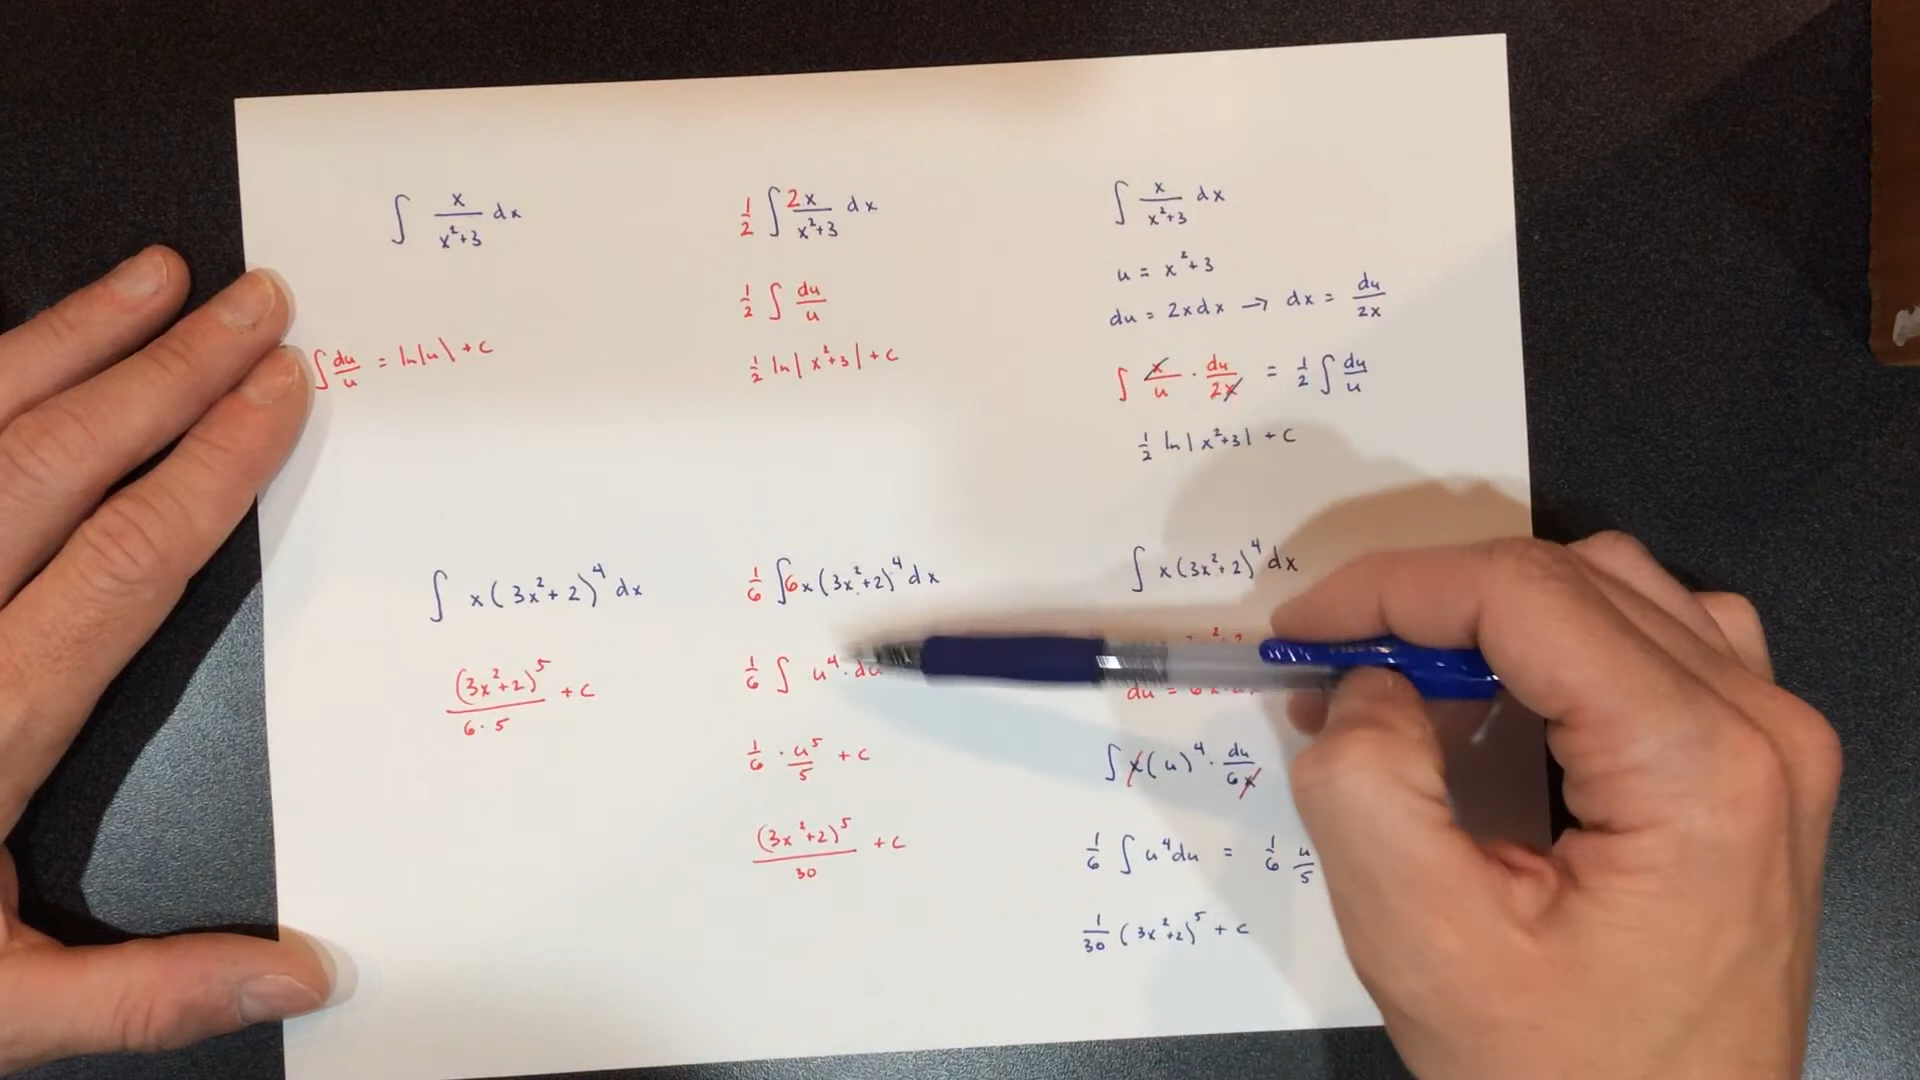 ∫ x/(x²+3) dx
∫ du/u = ln|u| + c
1/2 ∫ 2x/(x²+3) dx
1/2 ∫ du/u
1/2 ln|x²+3| + c
∫ x/(x²+3) dx
u = x²+3
du = 2xdx → dx = du/2x
∫ x/u · du/2x = 1/2 ∫ du/u
1/2 ln|x²+3| + c
∫ x(3x²+2)⁴ dx
(3x²+2)⁵/(6·5) + c
1/6 ∫ 6x(3x²+2)⁴ dx
1/6 ∫ u⁴ · du
1/6 · u⁵/5 + c
(3x²+2)⁵/30 + c
∫ x(3x²+2)⁴ dx
du =
∫ x(u)⁴ · du/6x
1/6 ∫ u⁴du = 1/6 u/5
1/30 (3x²+2)⁵ + c